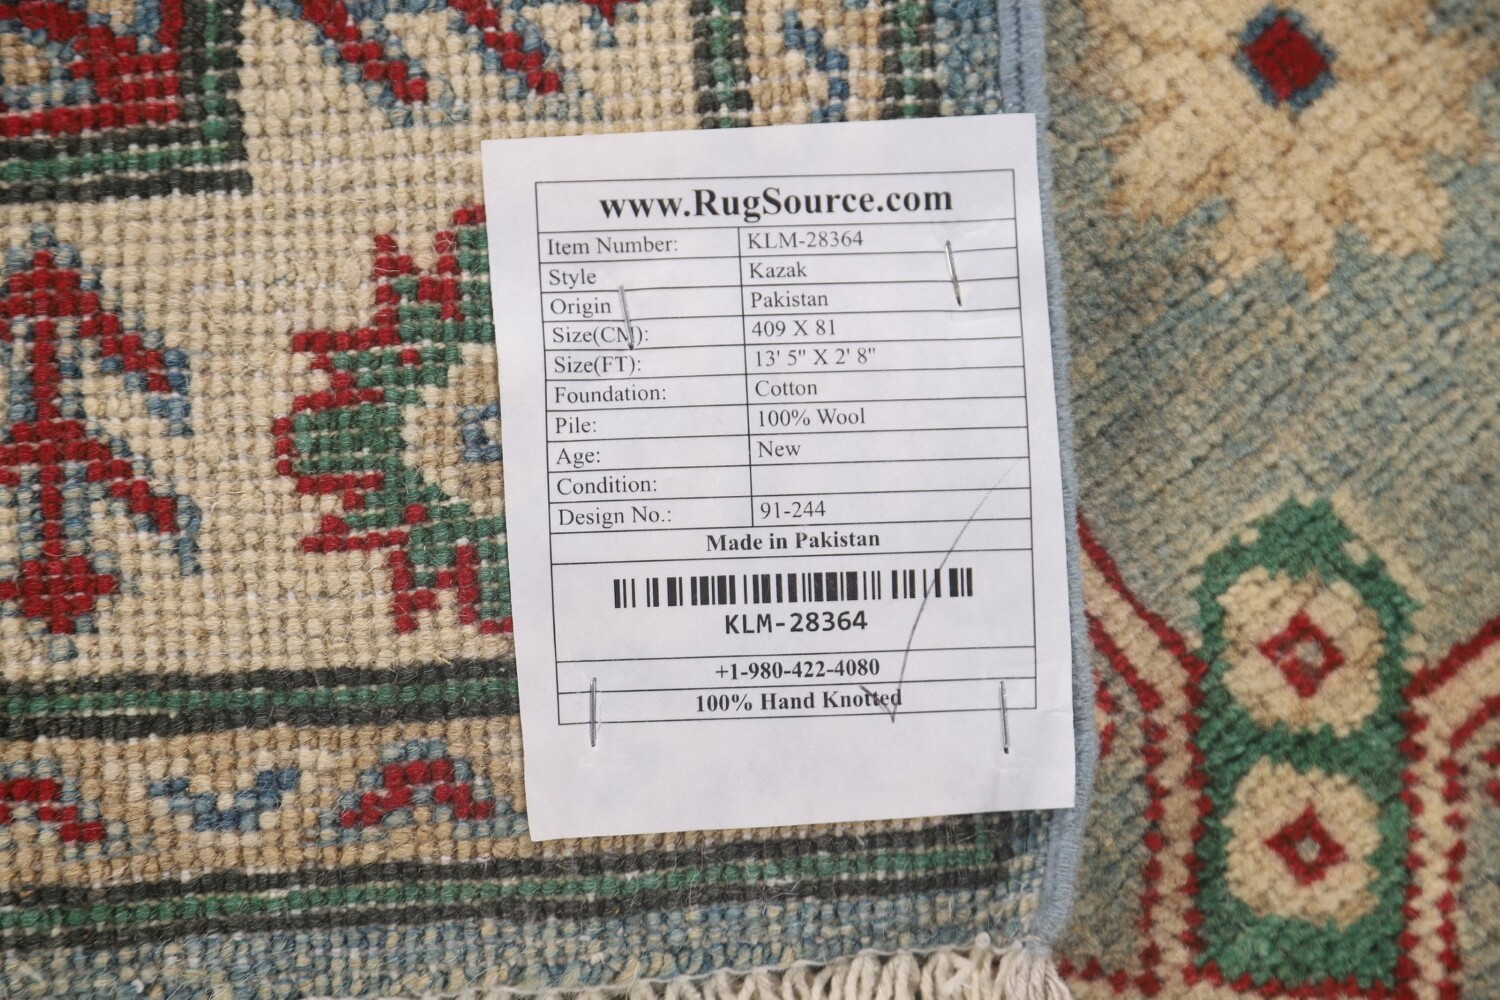 www.RugSource.com
Item Number: KLM-28364
Style Kazak
Origin Pakistan
Size(CM): 409 X 81
Size(FT): 13' 5" X 2' 8"
Foundation: Cotton
Pile: 100% Wool
Age: New
Condition:
Design No.: 91-244
Made in Pakistan
KLM-28364
+1-980-422-4080
100% Hand Knotted